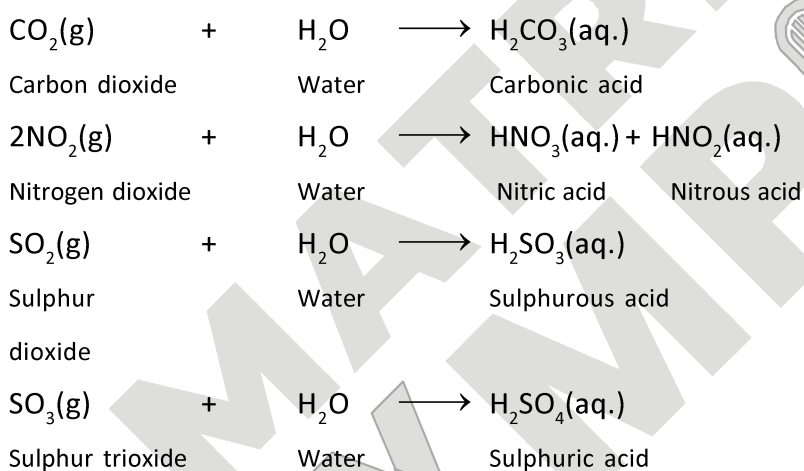 CO₂(g) + H₂O ⟶ H₂CO₃(aq.)
Carbon dioxide Water Carbonic acid
2NO₂(g) + H₂O ⟶ HNO₃(aq.) + HNO₂(aq.)
Nitrogen dioxide Water Nitric acid Nitrous acid
SO₂(g) + H₂O ⟶ H₂SO₃(aq.)
Sulphur Water Sulphurous acid
dioxide
SO₃(g) + H₂O ⟶ H₂SO₄(aq.)
Sulphur trioxide Water Sulphuric acid